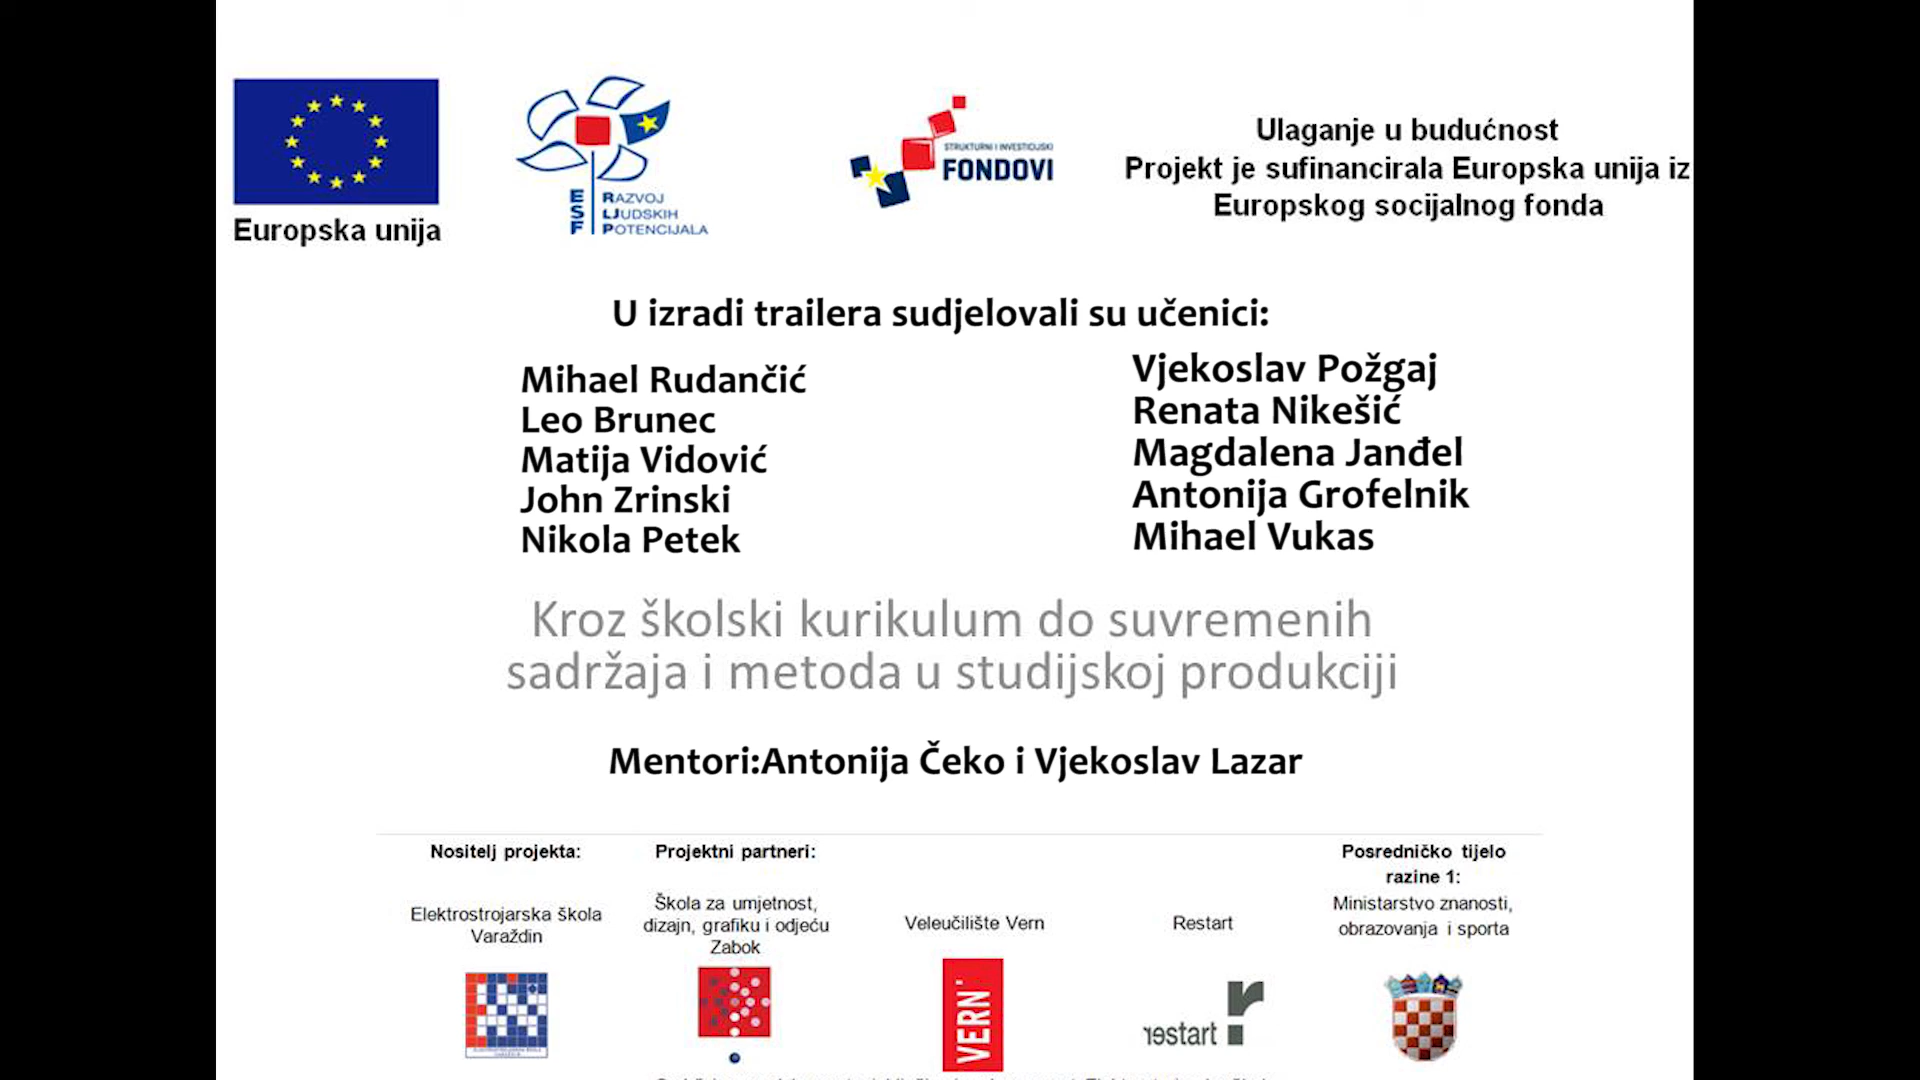 Europska unija
ESF
RAZVOJ
LJUDSKIH
POTENCIJALA
STRUKTURNI I INVESTICIJSKI
FONDOVI
Ulaganje u budućnost
Projekt je sufinancirala Europska unija iz
Europskog socijalnog fonda
U izradi trailera sudjelovali su učenici:
Mihael Rudančić
Leo Brunec
Matija Vidović
John Zrinski
Nikola Petek
Vjekoslav Požgaj
Renata Nikešić
Magdalena Janđel
Antonija Grofelnik
Mihael Vukas
Kroz školski kurikulum do suvremenih
sadržaja i metoda u studijskoj produkciji
Mentori:Antonija Čeko i Vjekoslav Lazar
Nositelj projekta:
Elektrostrojarska škola
Varaždin
Projektni partneri:
Škola za umjetnost,
dizajn, grafiku i odjeću
Zabok
Veleučilište Vern
VERN'
Restart
restart
Posredničko tijelo
razine 1:
Ministarstvo znanosti,
obrazovanja i sporta